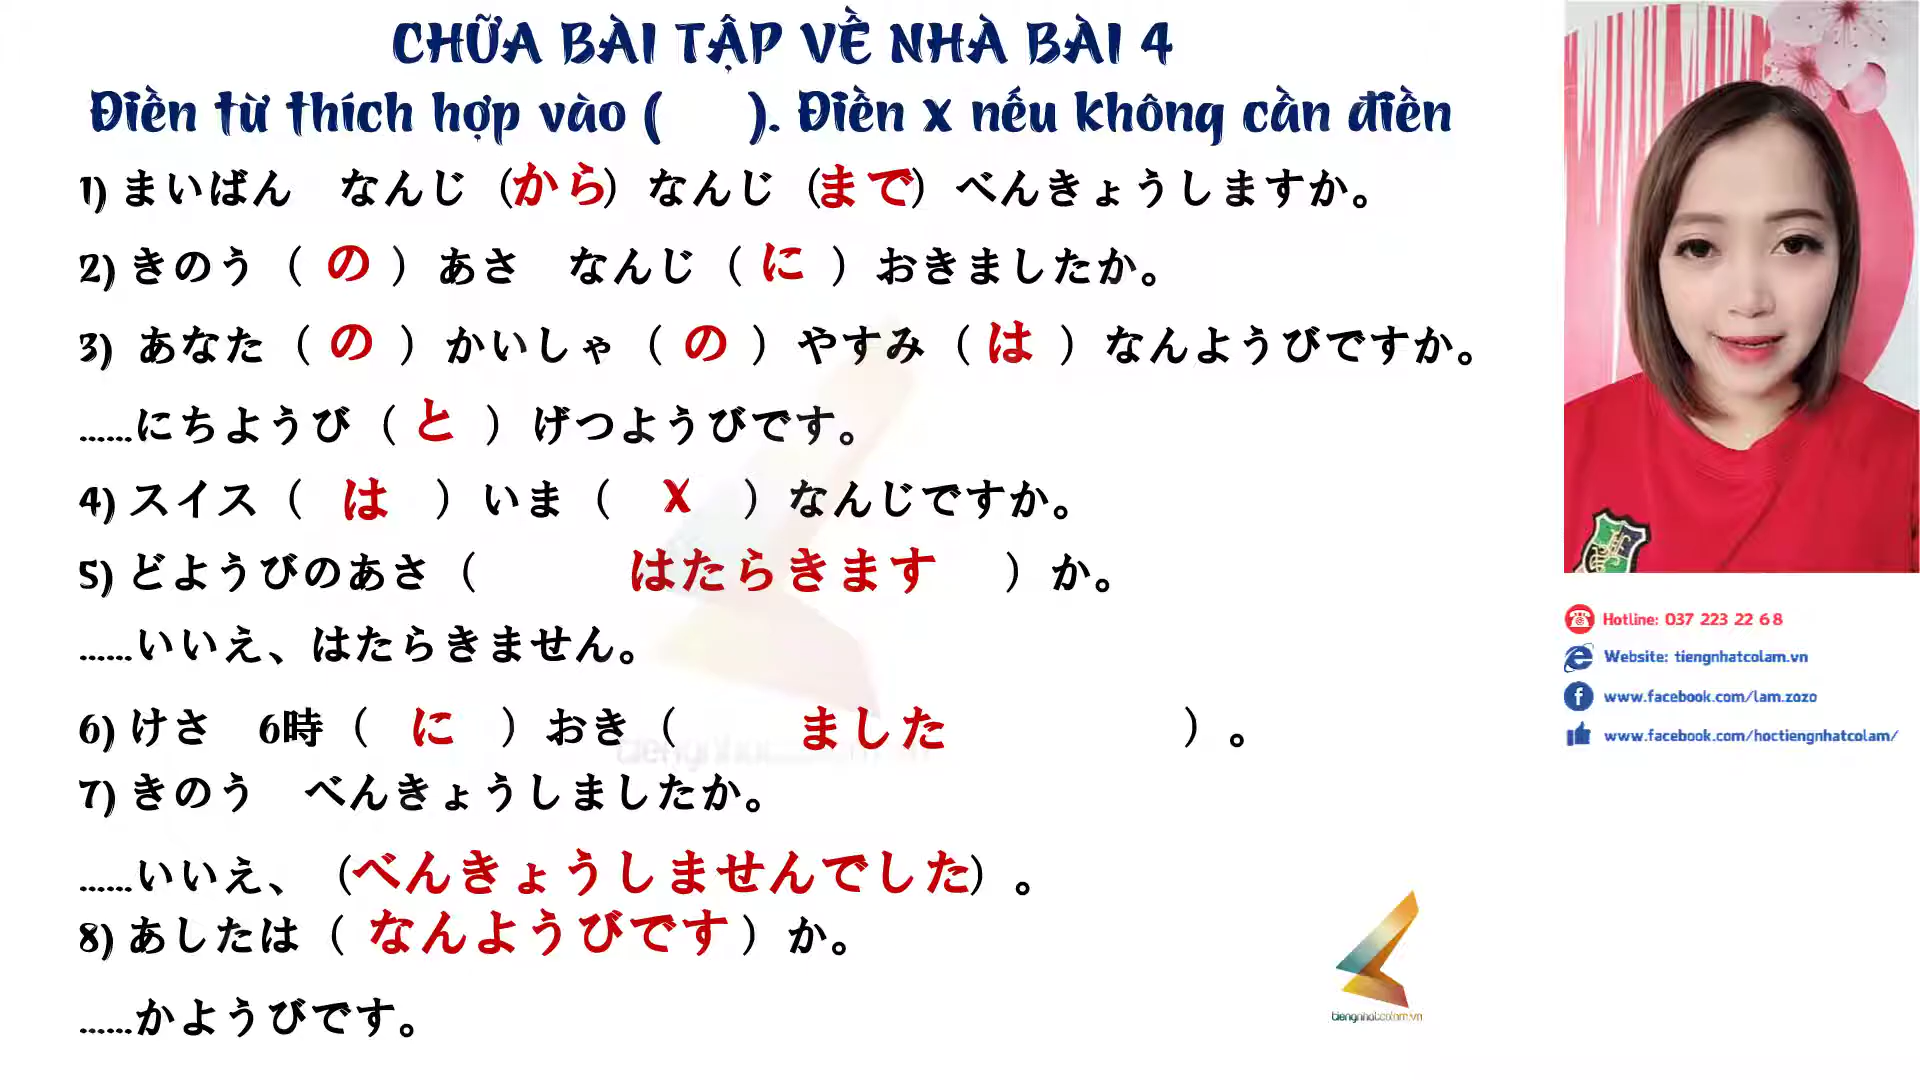 CHỮA BÀI TẬP VỀ NHÀ BÀI 4
Điền từ thích hợp vào (      ). Điền x nếu không cần điền
1) まいばん　なんじ（から）なんじ（まで）べんきょうしますか。
2) きのう（ の ）あさ　なんじ（ に ）おきましたか。
3) あなた（ の ）かいしゃ（ の ）やすみ（ は ）なんようびですか。
......にちようび（ と ）げつようびです。
4) スイス（ は ）いま（ x ）なんじですか。
5) どようびのあさ（ はたらきます ）か。
......いいえ、はたらきません。
6) けさ　6時（ に ）おき（ ました ）。
7) きのう　べんきょうしましたか。
......いいえ、（べんきょうしませんでした）。
8) あしたは（ なんようびです ）か。
......かようびです。
Hotline: 037 223 22 68
Website: tiengnhatcolam.vn
www.facebook.com/lam.zozo
www.facebook.com/hoctiengnhatcolam/
tiengnhatcolam.vn